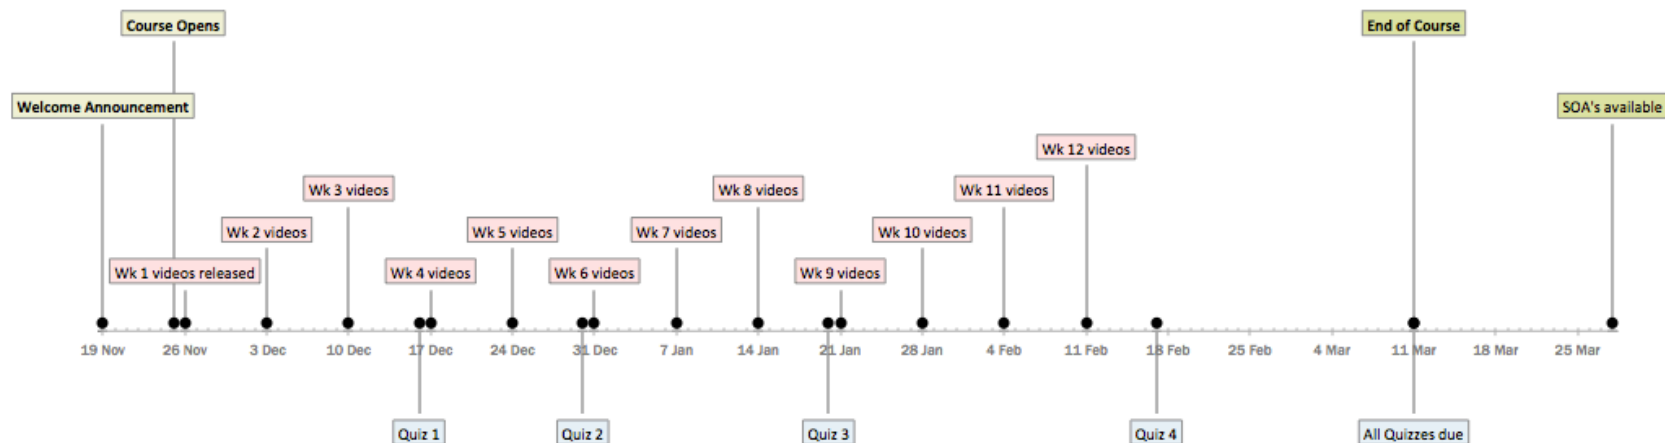 Course Opens
End of Course
Welcome Announcement
SOA's available
Wk 12 videos
Wk 3 videos
Wk 8 videos
Wk 11 videos
Wk 2 videos
Wk 5 videos
Wk 7 videos
Wk 10 videos
Wk 1 videos released
Wk 4 videos
Wk 6 videos
Wk 9 videos
19 Nov
26 Nov
3 Dec
10 Dec
17 Dec
24 Dec
31 Dec
7 Jan
14 Jan
21 Jan
28 Jan
4 Feb
11 Feb
18 Feb
25 Feb
4 Mar
11 Mar
18 Mar
25 Mar
Quiz 1
Quiz 2
Quiz 3
Quiz 4
All Quizzes due